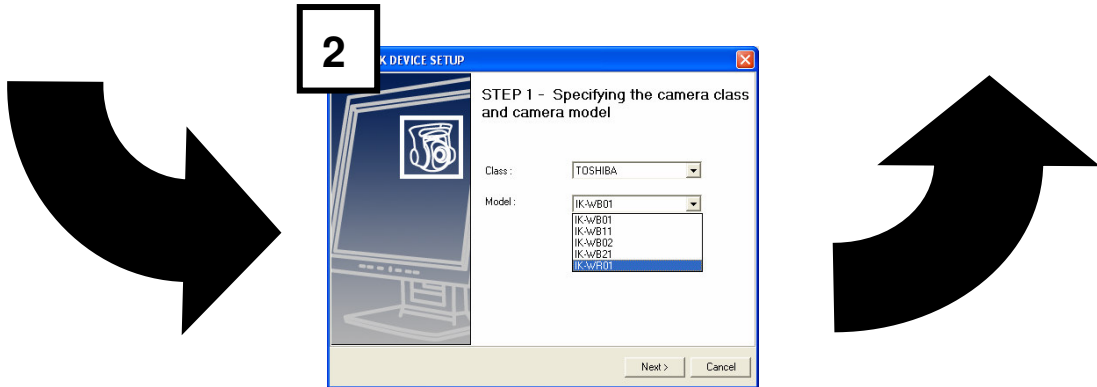 2
K DEVICE SETUP
STEP 1 - Specifying the camera class
and camera model
Class :
TOSHIBA
Model :
IK-WB01
IK-WB01
IK-WB11
IK-WB02
IK-WB21
IK-WR01
Next >
Cancel